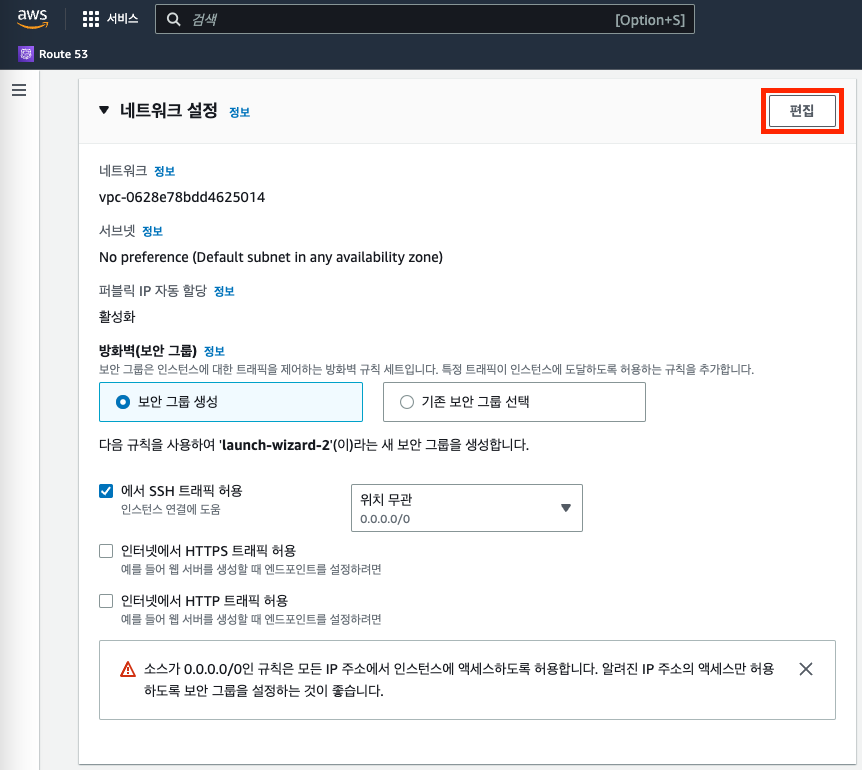 aws
서비스
검색
[Option+S]
Route 53
네트워크 설정 정보
편집
네트워크 정보
vpc-0628e78bdd4625014
서브넷 정보
No preference (Default subnet in any availability zone)
퍼블릭 IP 자동 할당 정보
활성화
방화벽(보안 그룹) 정보
보안 그룹은 인스턴스에 대한 트래픽을 제어하는 방화벽 규칙 세트입니다. 특정 트래픽이 인스턴스에 도달하도록 허용하는 규칙을 추가합니다.
보안 그룹 생성
기존 보안 그룹 선택
다음 규칙을 사용하여 'launch-wizard-2'(이)라는 새 보안 그룹을 생성합니다.
에서 SSH 트래픽 허용
인스턴스 연결에 도움
위치 무관
0.0.0.0/0
인터넷에서 HTTPS 트래픽 허용
예를 들어 웹 서버를 생성할 때 엔드포인트를 설정하려면
인터넷에서 HTTP 트래픽 허용
예를 들어 웹 서버를 생성할 때 엔드포인트를 설정하려면
소스가 0.0.0.0/0인 규칙은 모든 IP 주소에서 인스턴스에 액세스하도록 허용합니다. 알려진 IP 주소의 액세스만 허용
하도록 보안 그룹을 설정하는 것이 좋습니다.